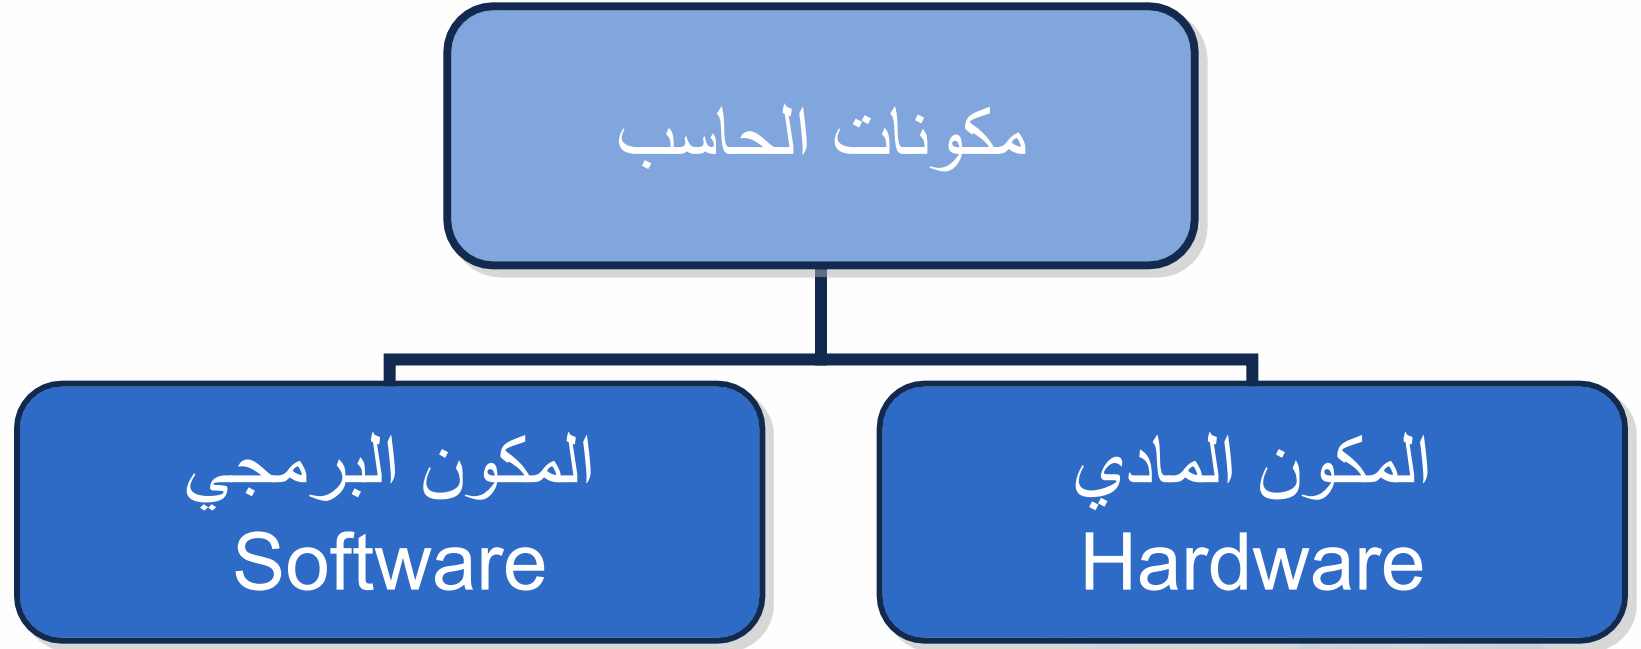 مكونات الحاسب
المكون المادي
Hardware
المكون البرمجي
Software